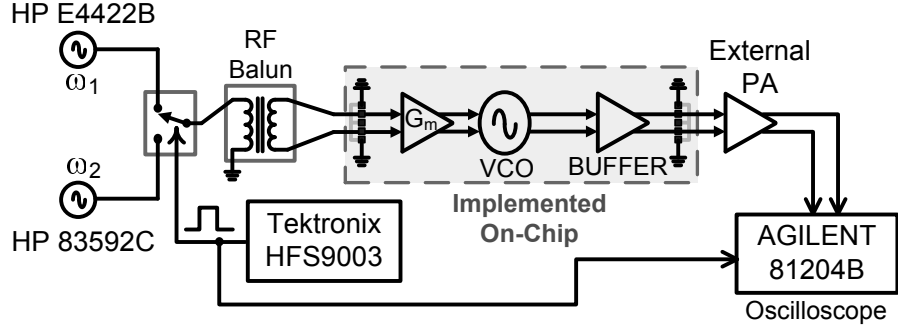 HP E4422B
ω1
RF
Balun
External
PA
Gm
VCO
BUFFER
ω2
HP 83592C
Implemented
On-Chip
Tektronix
HFS9003
AGILENT
81204B
Oscilloscope